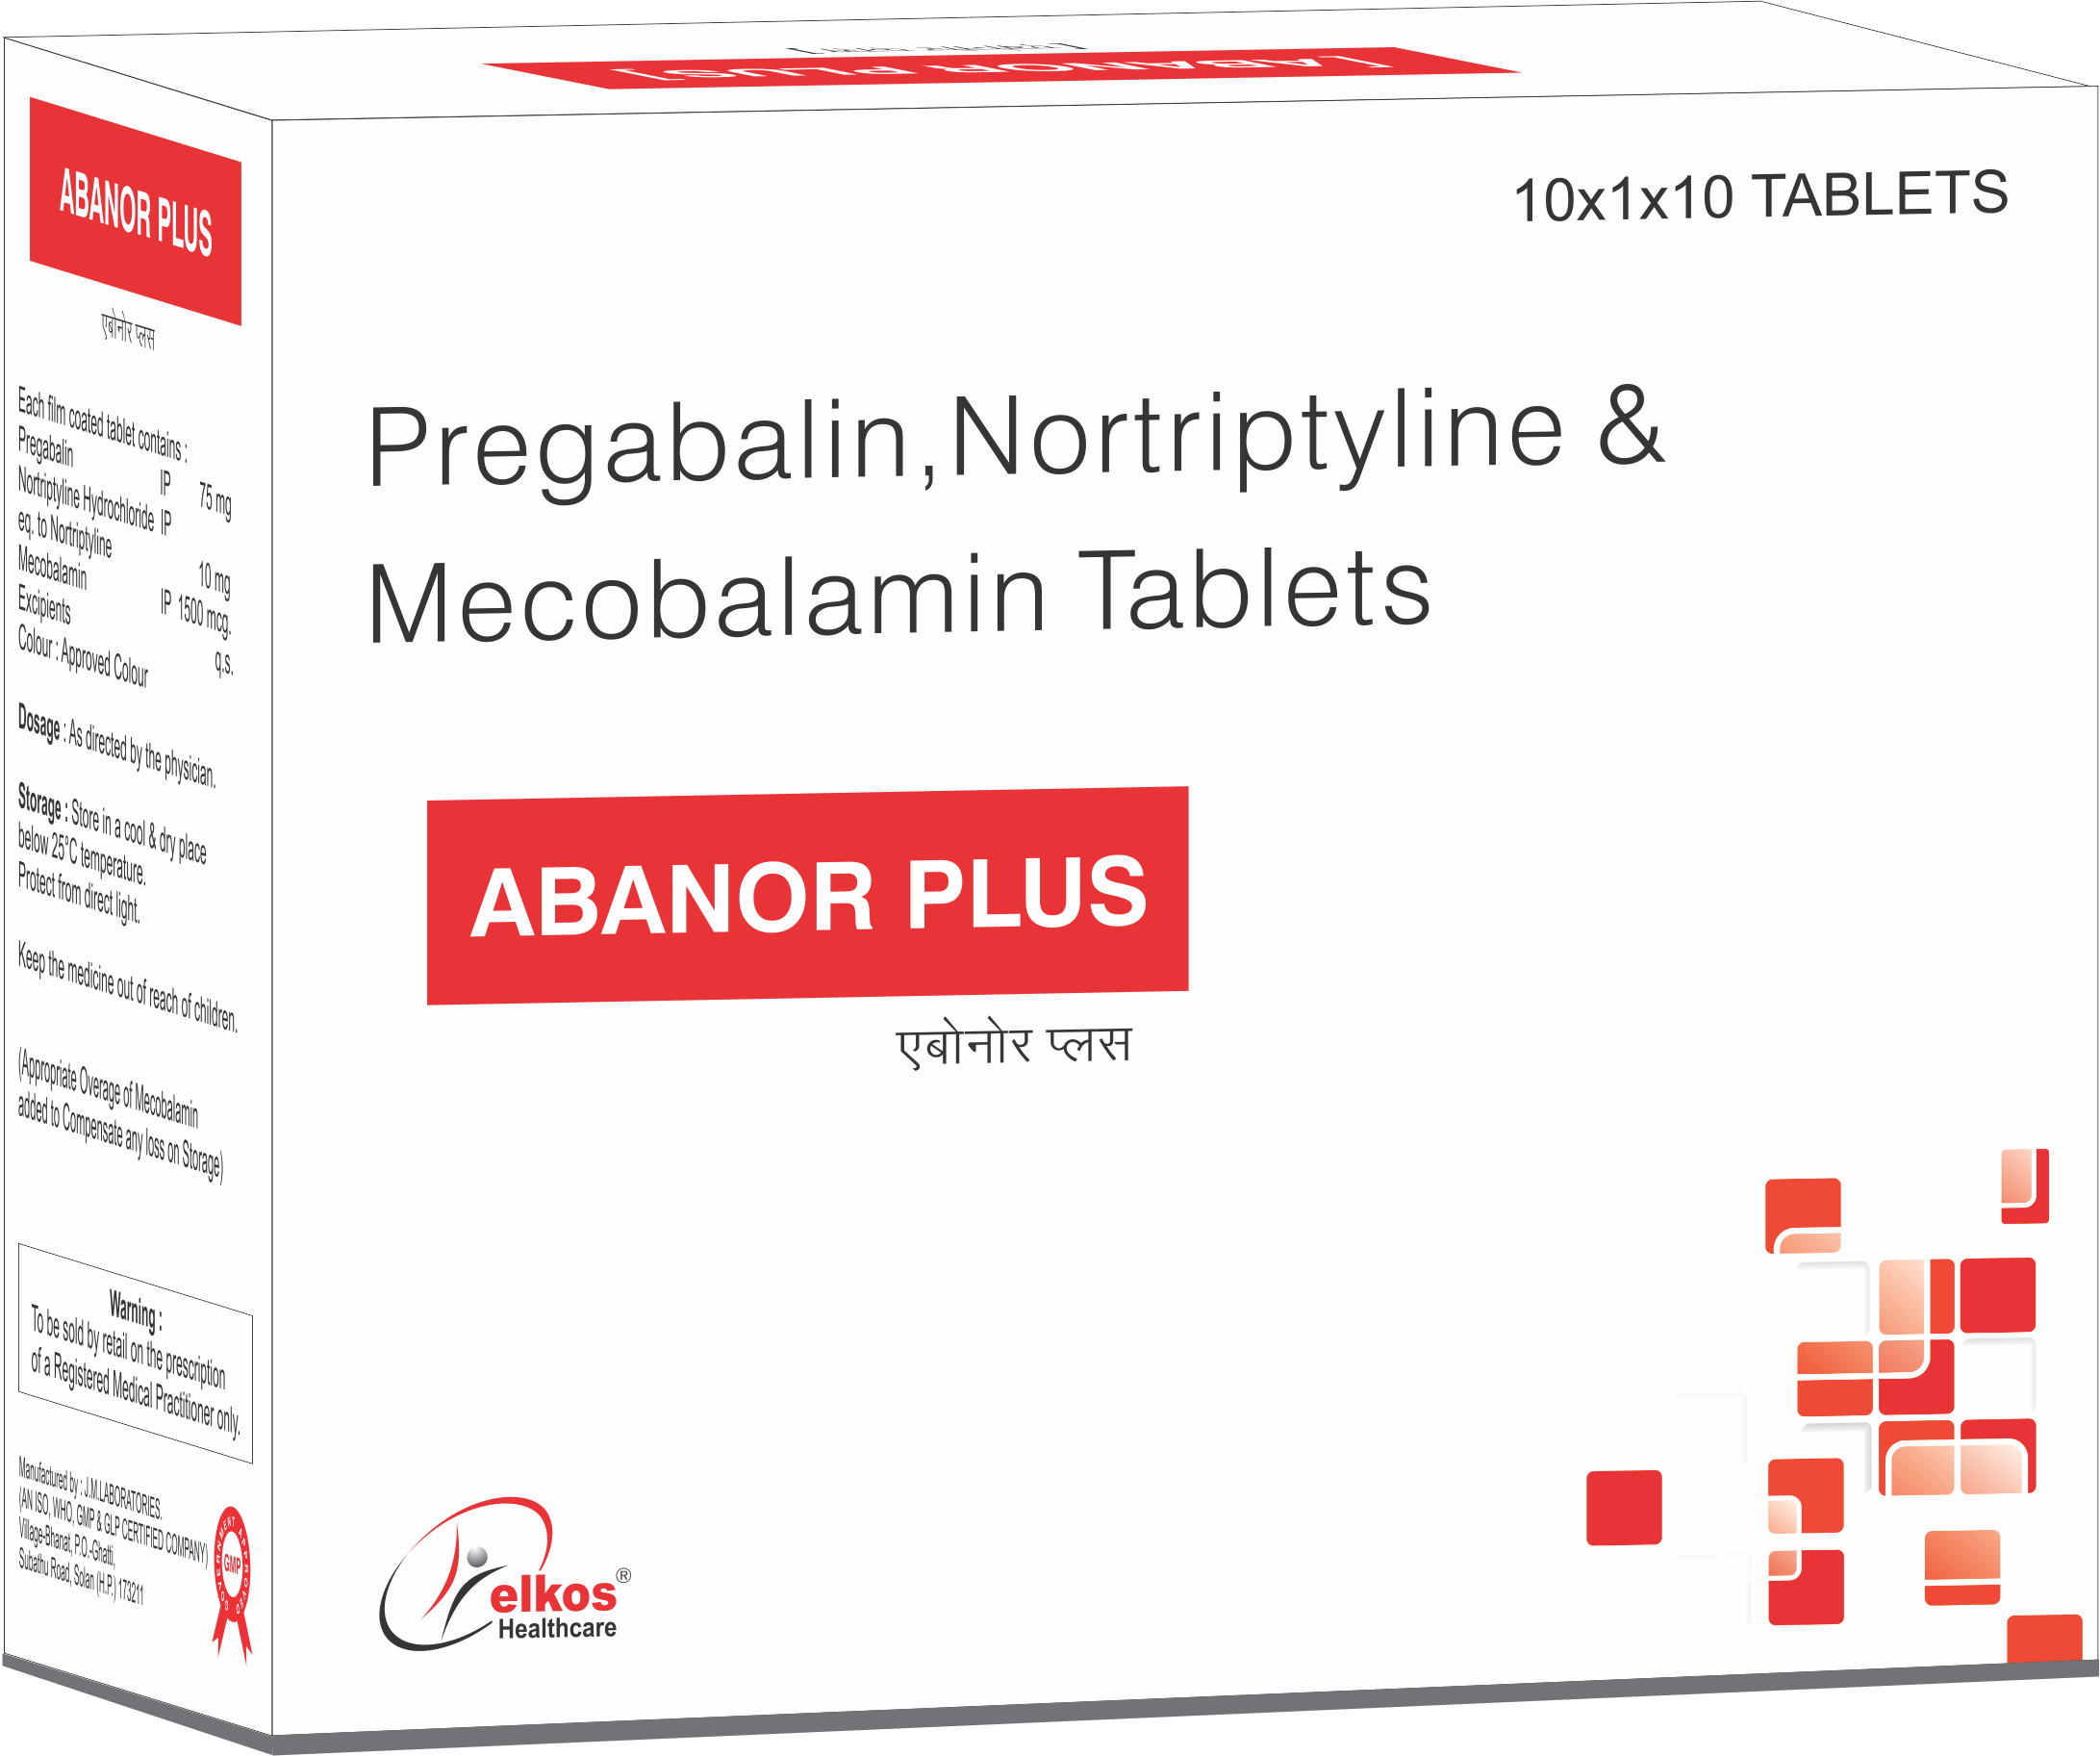 ABANOR PLUS
10x1x10 TABLETS
Pregabalin, Nortriptyline &
Mecobalamin Tablets
ABANOR PLUS
एबोनोर प्लस
elkos®
Healthcare
ABANOR PLUS
एबोनोर प्लस
Each film coated tablet contains :
Pregabalin IP 75 mg
Nortriptyline Hydrochloride IP
eq. to Nortriptyline 10 mg
Mecobalamin IP 1500 mcg.
Excipients q.s.
Colour : Approved Colour
Dosage : As directed by the physician.
Storage : Store in a cool & dry place
below 25°C temperature.
Protect from direct light.
Keep the medicine out of reach of children.
(Appropriate Overage of Mecobalamin
added to Compensate any loss on Storage)
Warning :
To be sold by retail on the prescription
of a Registered Medical Practitioner only.
Manufactured by : J.M.LABORATORIES.
(AN ISO, WHO, GMP & GLP CERTIFIED COMPANY)
Village-Bhanat, P.O.-Ghatti,
Subathu Road, Solan (H.P.) 173211
GOVERNMENT APPROVED
GMP